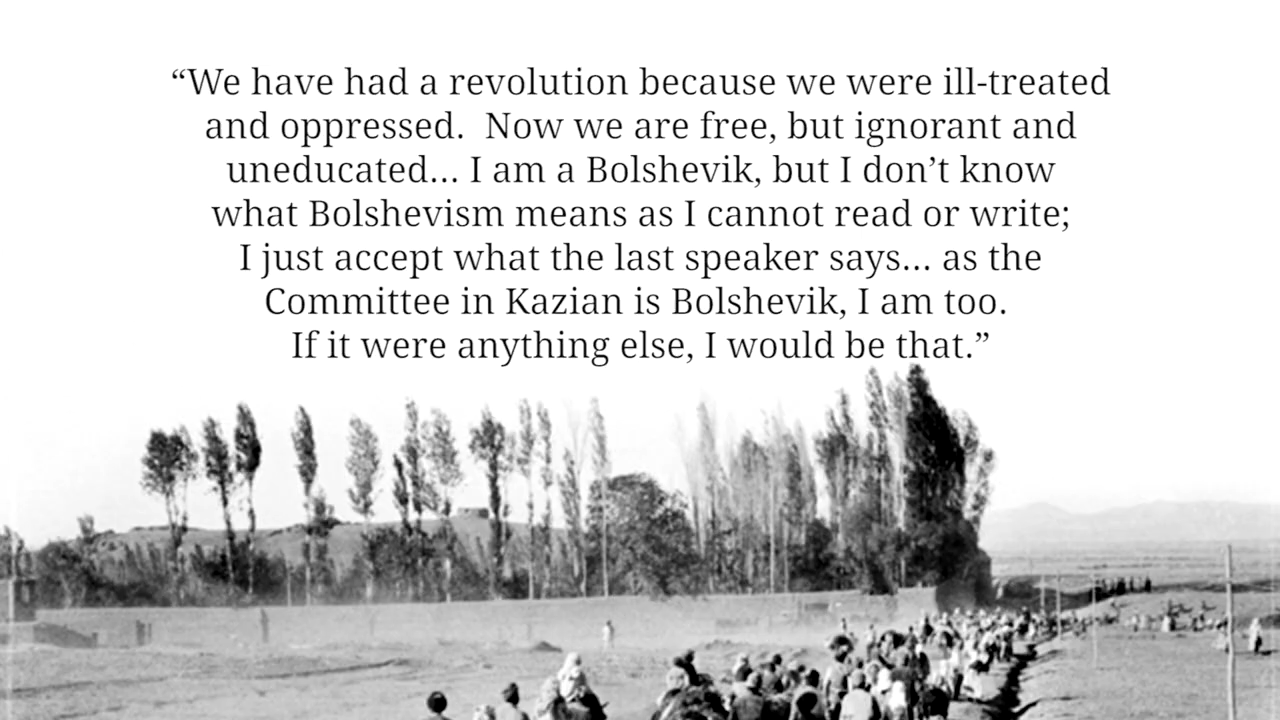 “We have had a revolution because we were ill-treated
and oppressed.  Now we are free, but ignorant and
uneducated... I am a Bolshevik, but I don’t know
what Bolshevism means as I cannot read or write;
I just accept what the last speaker says... as the
Committee in Kazian is Bolshevik, I am too.
If it were anything else, I would be that.”